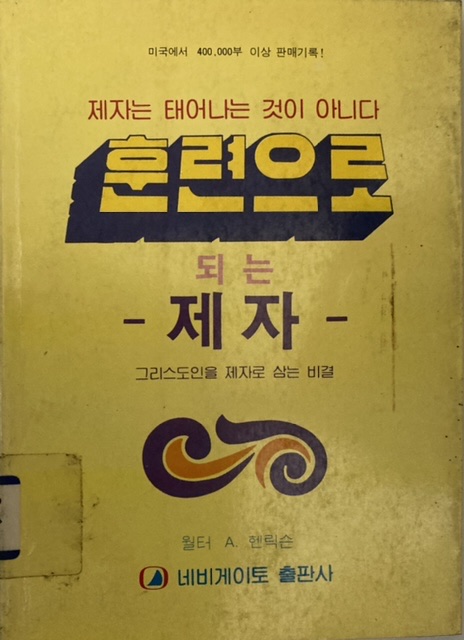 미국에서 400,000부 이상 판매기록!
제자는 태어나는 것이 아니다
훈련으로
되는
- 제자 -
그리스도인을 제자로 삼는 비결
월터 A. 헨릭슨
네비게이토 출판사